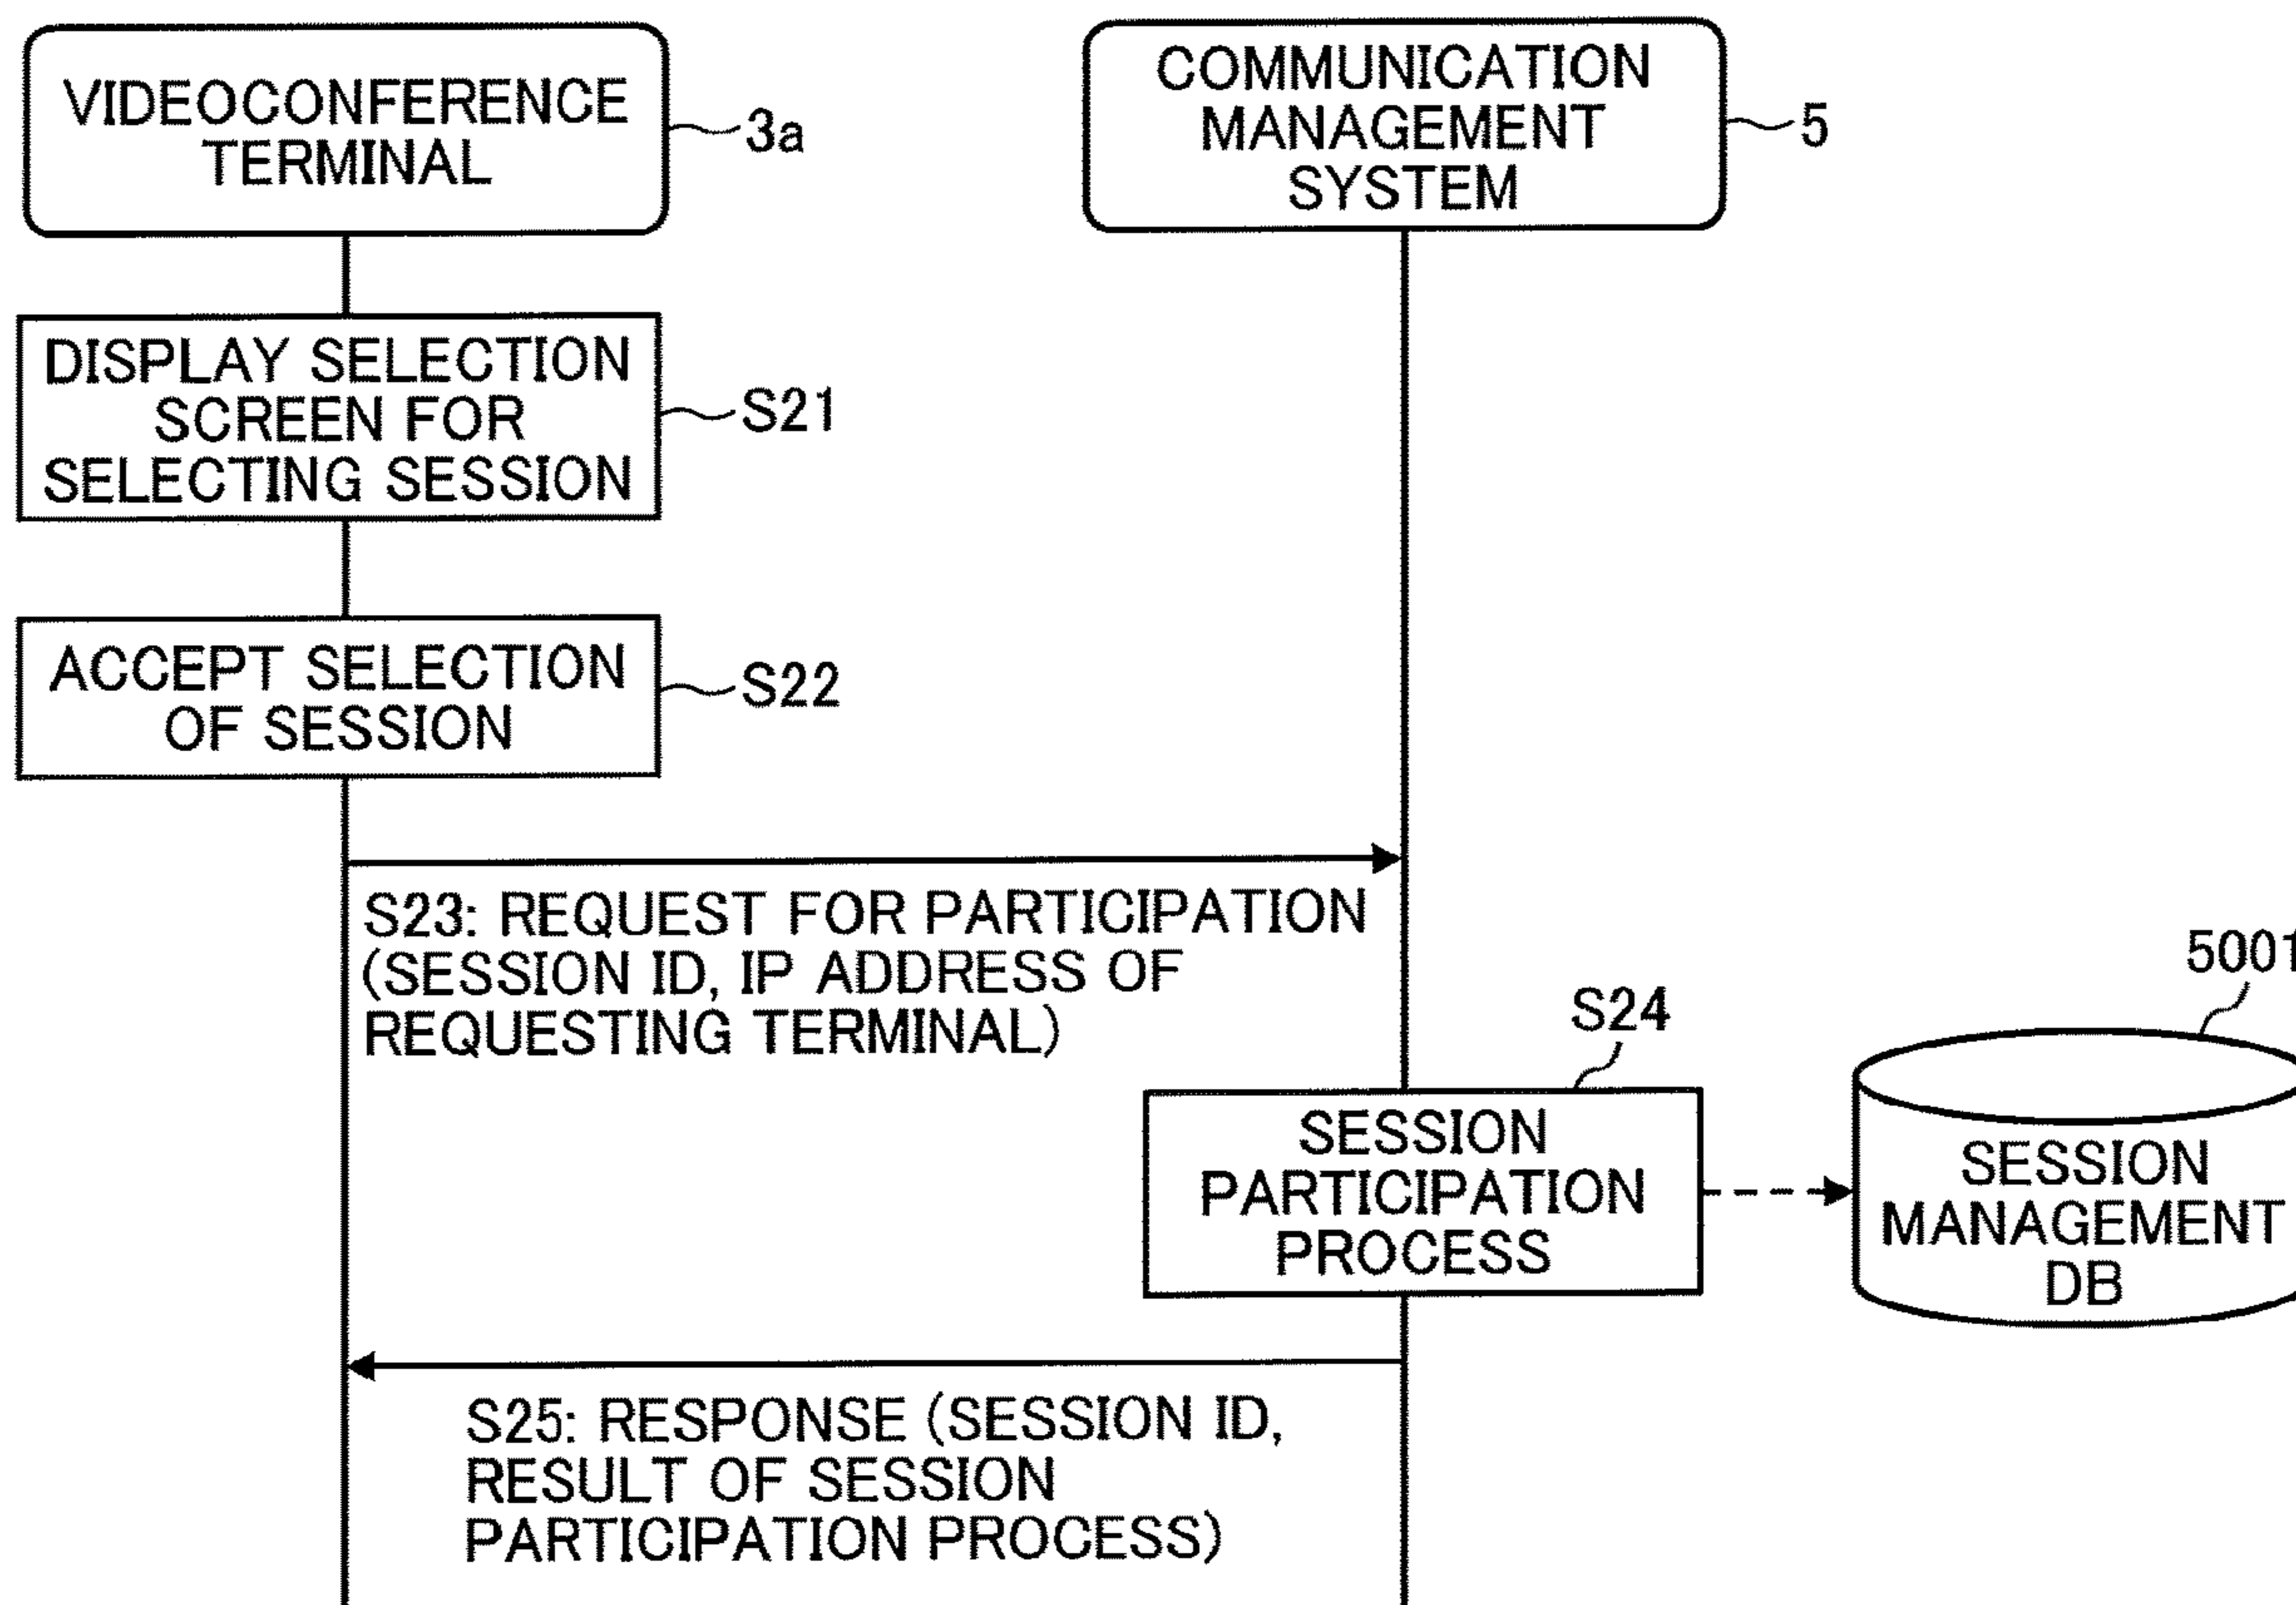 VIDEOCONFERENCE
TERMINAL
3a
COMMUNICATION
MANAGEMENT
SYSTEM
5
DISPLAY SELECTION
SCREEN FOR
SELECTING SESSION
S21
ACCEPT SELECTION
OF SESSION
S22
S23: REQUEST FOR PARTICIPATION
(SESSION ID, IP ADDRESS OF
REQUESTING TERMINAL)
S24
5001
SESSION
PARTICIPATION
PROCESS
SESSION
MANAGEMENT
DB
S25: RESPONSE (SESSION ID,
RESULT OF SESSION
PARTICIPATION PROCESS)